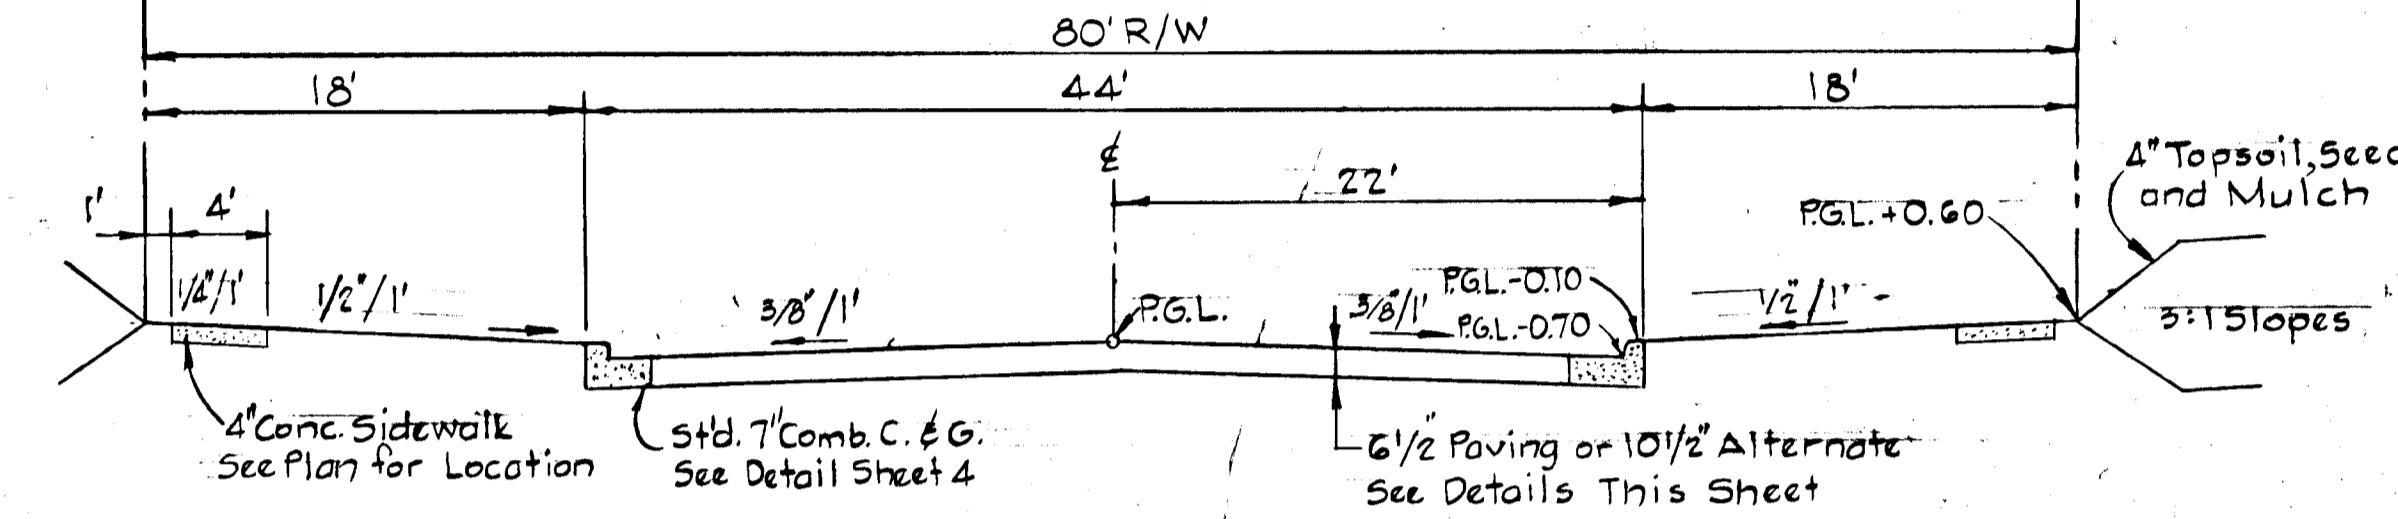 80' R/W
18'
44'
18'
℄
22'
4" Topsoil, Seed
and Mulch
1'
4'
P.G.L. +0.60
1/4"/1'
1/2"/1'
3/8"/1'
P.G.L.
3/8"/1'
P.G.L.-0.10
P.G.L.-0.70
1/2"/1'
3:1 Slopes
4" Conc. Sidewalk
See Plan for Location
St'd. 7" Comb. C. & G.
See Detail Sheet 4
6 1/2" Paving or 10 1/2" Alternate
See Details This Sheet